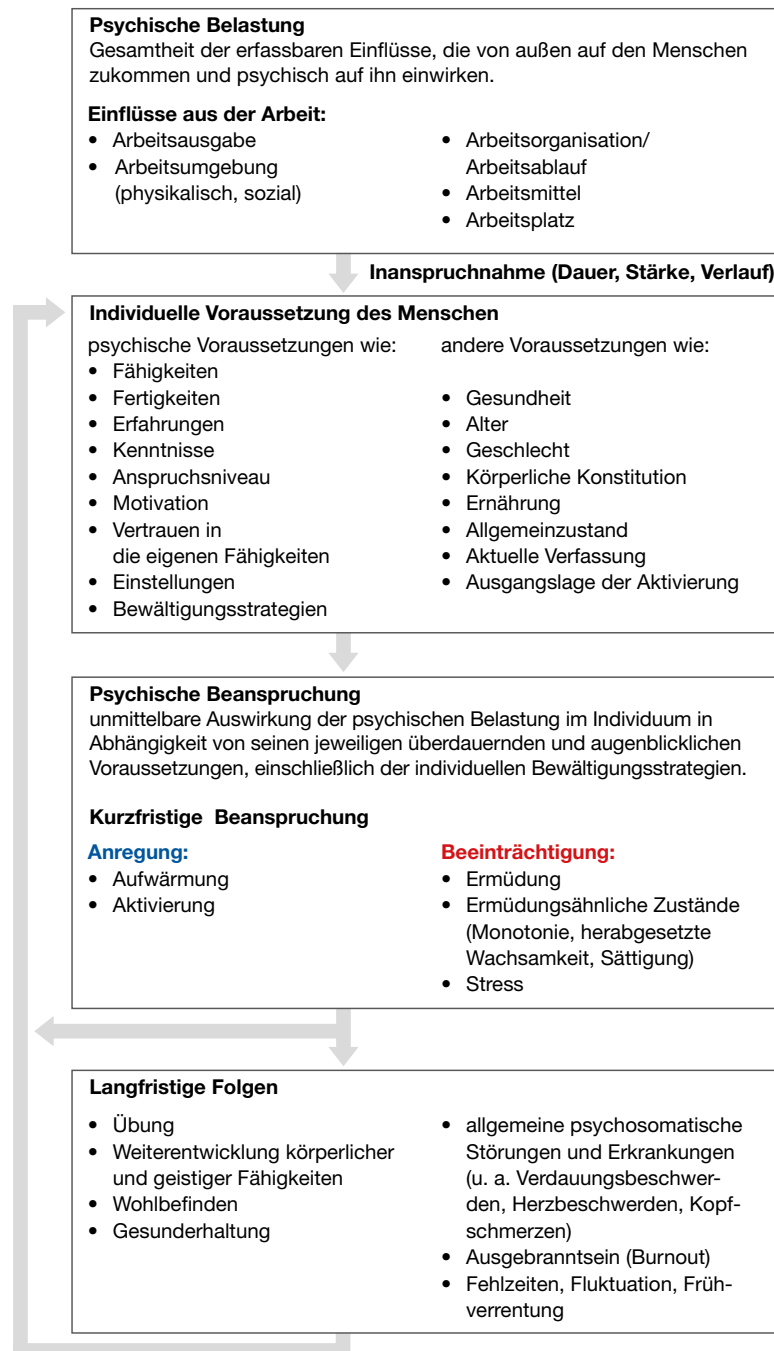 Psychische Belastung
Gesamtheit der erfassbaren Einflüsse, die von außen auf den Menschen
zukommen und psychisch auf ihn einwirken.
Einflüsse aus der Arbeit:
• Arbeitsausgabe
• Arbeitsumgebung
(physikalisch, sozial)
• Arbeitsorganisation/
Arbeitsablauf
• Arbeitsmittel
• Arbeitsplatz
Inanspruchnahme (Dauer, Stärke, Verlauf)
Individuelle Voraussetzung des Menschen
psychische Voraussetzungen wie:
• Fähigkeiten
• Fertigkeiten
• Erfahrungen
• Kenntnisse
• Anspruchsniveau
• Motivation
• Vertrauen in
die eigenen Fähigkeiten
• Einstellungen
• Bewältigungsstrategien
andere Voraussetzungen wie:
• Gesundheit
• Alter
• Geschlecht
• Körperliche Konstitution
• Ernährung
• Allgemeinzustand
• Aktuelle Verfassung
• Ausgangslage der Aktivierung
Psychische Beanspruchung
unmittelbare Auswirkung der psychischen Belastung im Individuum in
Abhängigkeit von seinen jeweiligen überdauernden und augenblicklichen
Voraussetzungen, einschließlich der individuellen Bewältigungsstrategien.
Kurzfristige Beanspruchung
Anregung:
• Aufwärmung
• Aktivierung
Beeinträchtigung:
• Ermüdung
• Ermüdungsähnliche Zustände
(Monotonie, herabgesetzte
Wachsamkeit, Sättigung)
• Stress
Langfristige Folgen
• Übung
• Weiterentwicklung körperlicher
und geistiger Fähigkeiten
• Wohlbefinden
• Gesunderhaltung
• allgemeine psychosomatische
Störungen und Erkrankungen
(u. a. Verdauungsbeschwer-
den, Herzbeschwerden, Kopf-
schmerzen)
• Ausgebranntsein (Burnout)
• Fehlzeiten, Fluktuation, Früh-
verrentung